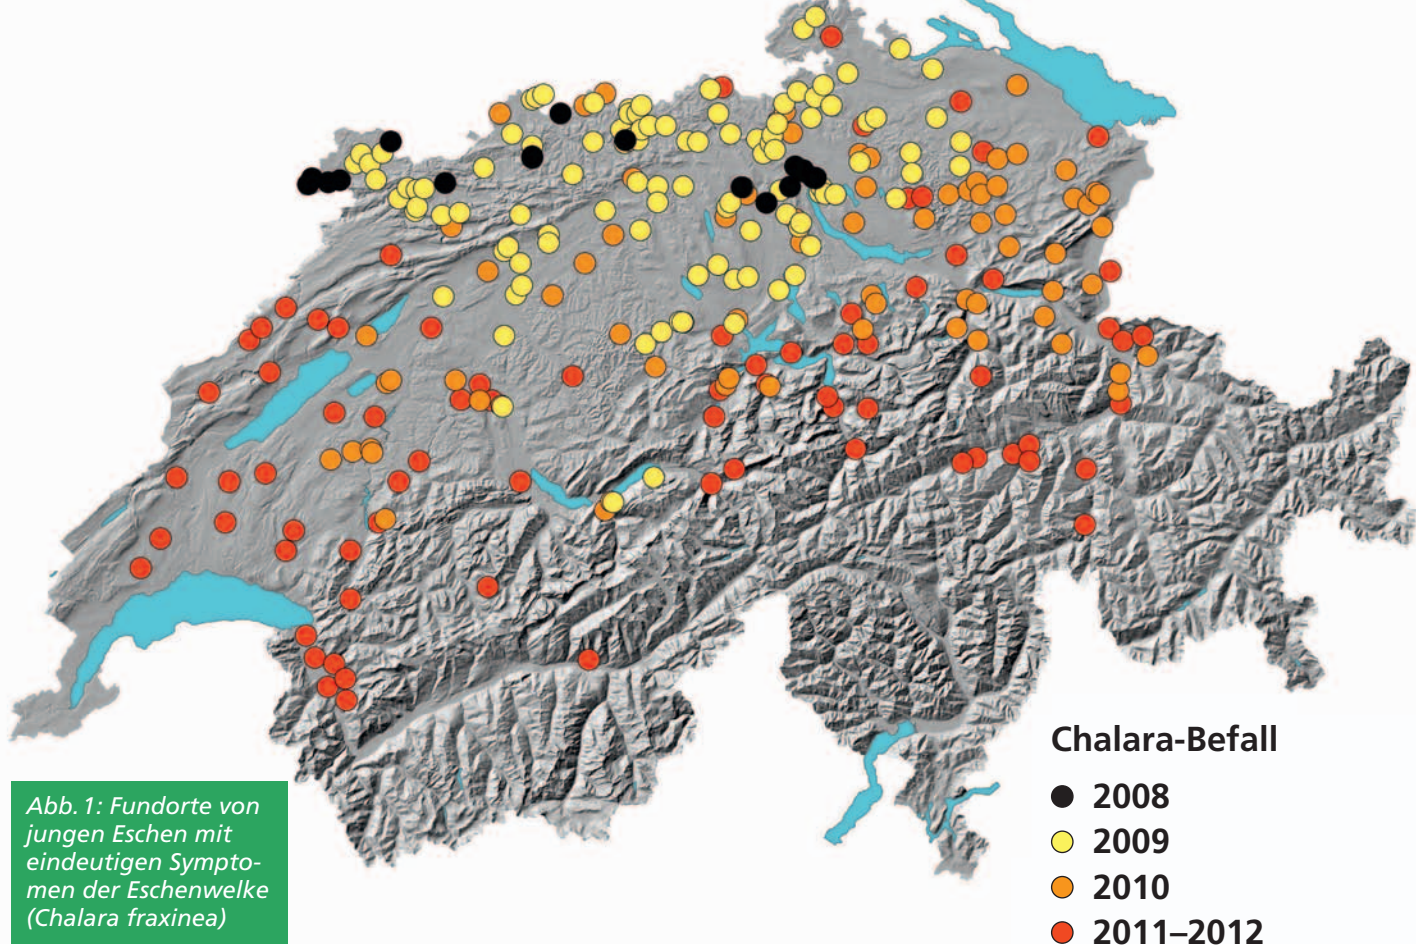 Chalara-Befall
2008
2009
2010
2011–2012
Abb. 1: Fundorte von
jungen Eschen mit
eindeutigen Sympto-
men der Eschenwelke
(Chalara fraxinea)